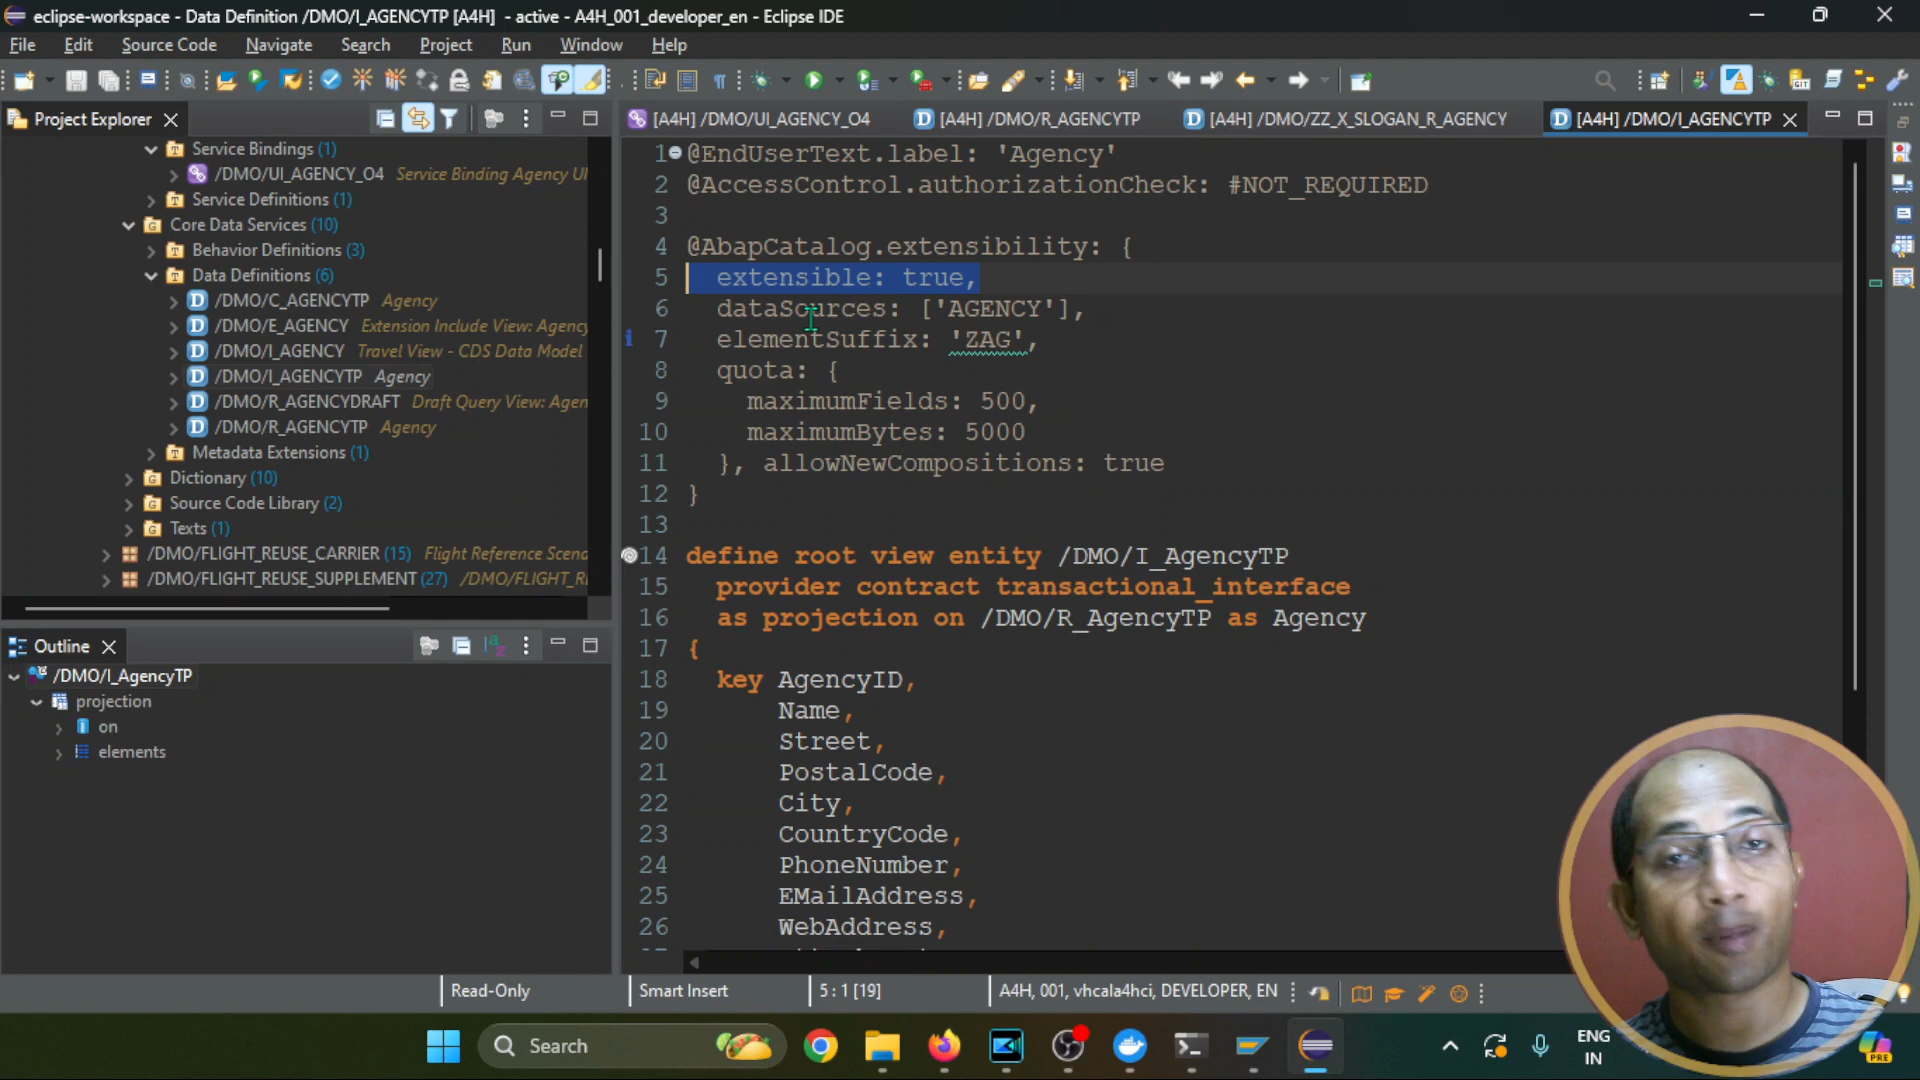 eclipse-workspace - Data Definition /DMO/I_AGENCYTP [A4H] - active - A4H_001_developer_en - Eclipse IDE
File Edit Source Code Navigate Search Project Run Window Help
Project Explorer
[A4H] /DMO/UI_AGENCY_O4 [A4H] /DMO/R_AGENCYTP [A4H] /DMO/ZZ_X_SLOGAN_R_AGENCY [A4H] /DMO/I_AGENCYTP
Service Bindings (1)
/DMO/UI_AGENCY_O4 Service Binding Agency UI
Service Definitions (1)
Core Data Services (10)
Behavior Definitions (3)
Data Definitions (6)
/DMO/C_AGENCYTP Agency
/DMO/E_AGENCY Extension Include View: Agency
/DMO/I_AGENCY Travel View - CDS Data Model
/DMO/I_AGENCYTP Agency
/DMO/R_AGENCYDRAFT Draft Query View: Agen
/DMO/R_AGENCYTP Agency
Metadata Extensions (1)
Dictionary (10)
Source Code Library (2)
Texts (1)
/DMO/FLIGHT_REUSE_CARRIER (15) Flight Reference Scena
/DMO/FLIGHT_REUSE_SUPPLEMENT (27) /DMO/FLIGHT_RE
Outline
/DMO/I_AgencyTP
projection
on
elements
1 @EndUserText.label: 'Agency'
2 @AccessControl.authorizationCheck: #NOT_REQUIRED
3
4 @AbapCatalog.extensibility: {
5 extensible: true,
6 dataSources: ['AGENCY'],
7 elementSuffix: 'ZAG',
8 quota: {
9 maximumFields: 500,
10 maximumBytes: 5000
11 }, allowNewCompositions: true
12 }
13
14 define root view entity /DMO/I_AgencyTP
15 provider contract transactional_interface
16 as projection on /DMO/R_AgencyTP as Agency
17 {
18 key AgencyID,
19 Name,
20 Street,
21 PostalCode,
22 City,
23 CountryCode,
24 PhoneNumber,
25 EMailAddress,
26 WebAddress,
Read-Only Smart Insert 5 : 1 [19] A4H, 001, vhcala4hci, DEVELOPER, EN
Search
ENG
IN
PRE